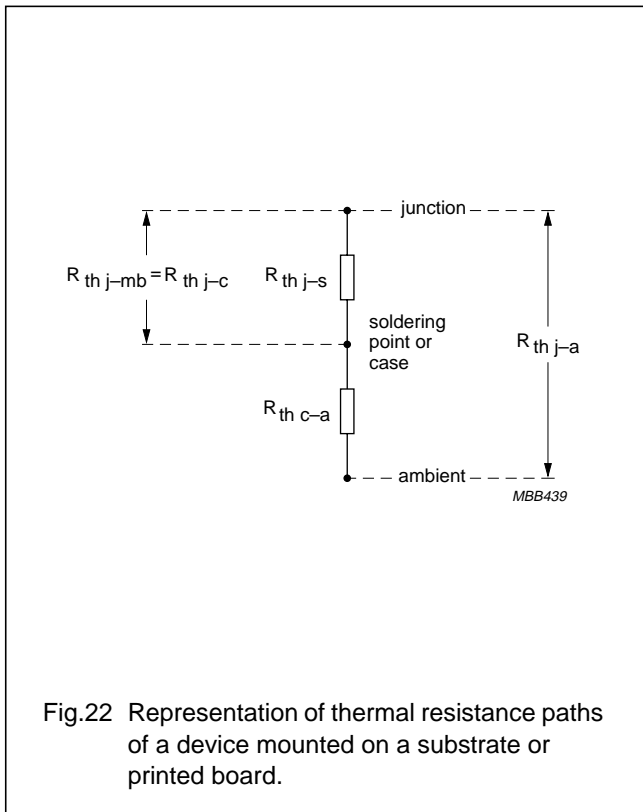 junction
R th j–mb = R th j–c
R th j–s
soldering
point or
case
R th j–a
R th c–a
ambient
MBB439
Fig.22 Representation of thermal resistance paths
of a device mounted on a substrate or
printed board.